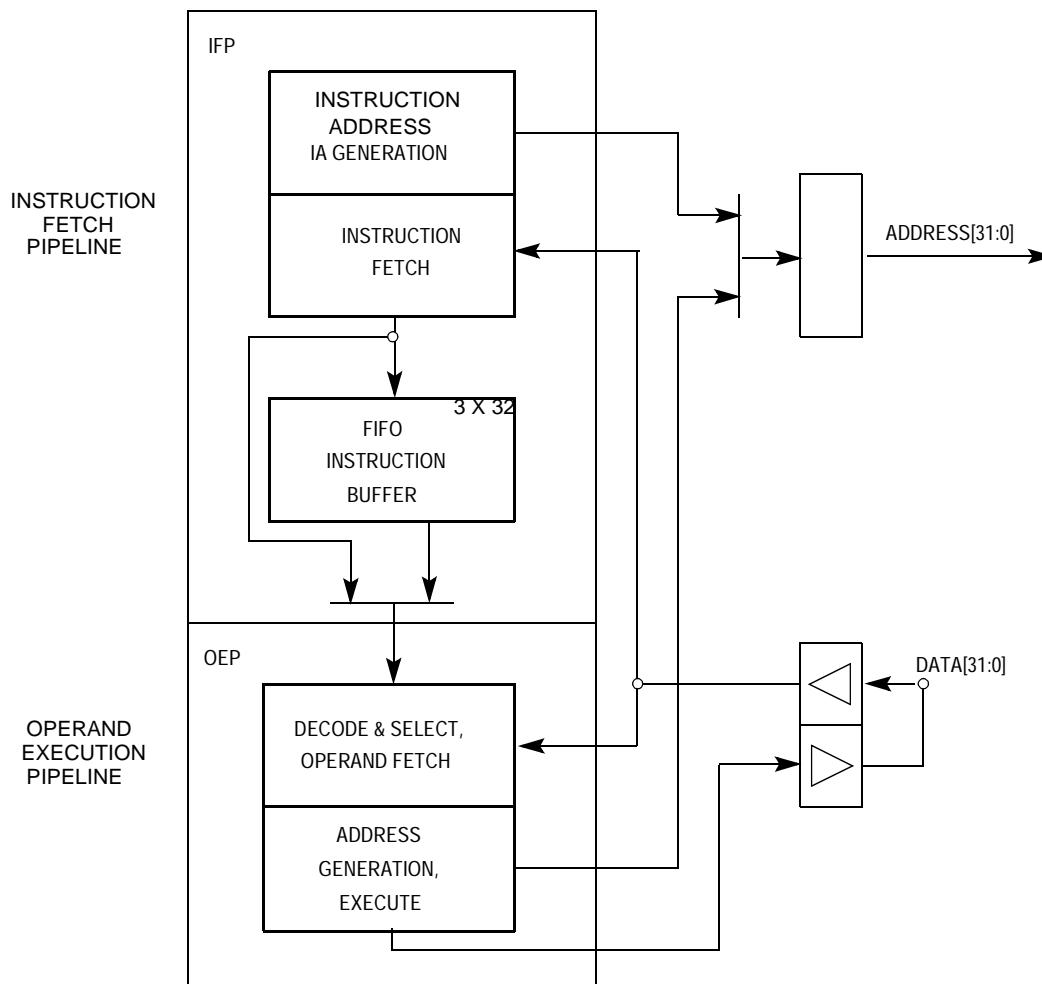 IFP
INSTRUCTION
ADDRESS
IA GENERATION
INSTRUCTION
FETCH
PIPELINE
INSTRUCTION
FETCH
ADDRESS[31:0]
3 X 32
FIFO
INSTRUCTION
BUFFER
OEP
DATA[31:0]
OPERAND
EXECUTION
PIPELINE
DECODE & SELECT,
OPERAND FETCH
ADDRESS
GENERATION,
EXECUTE